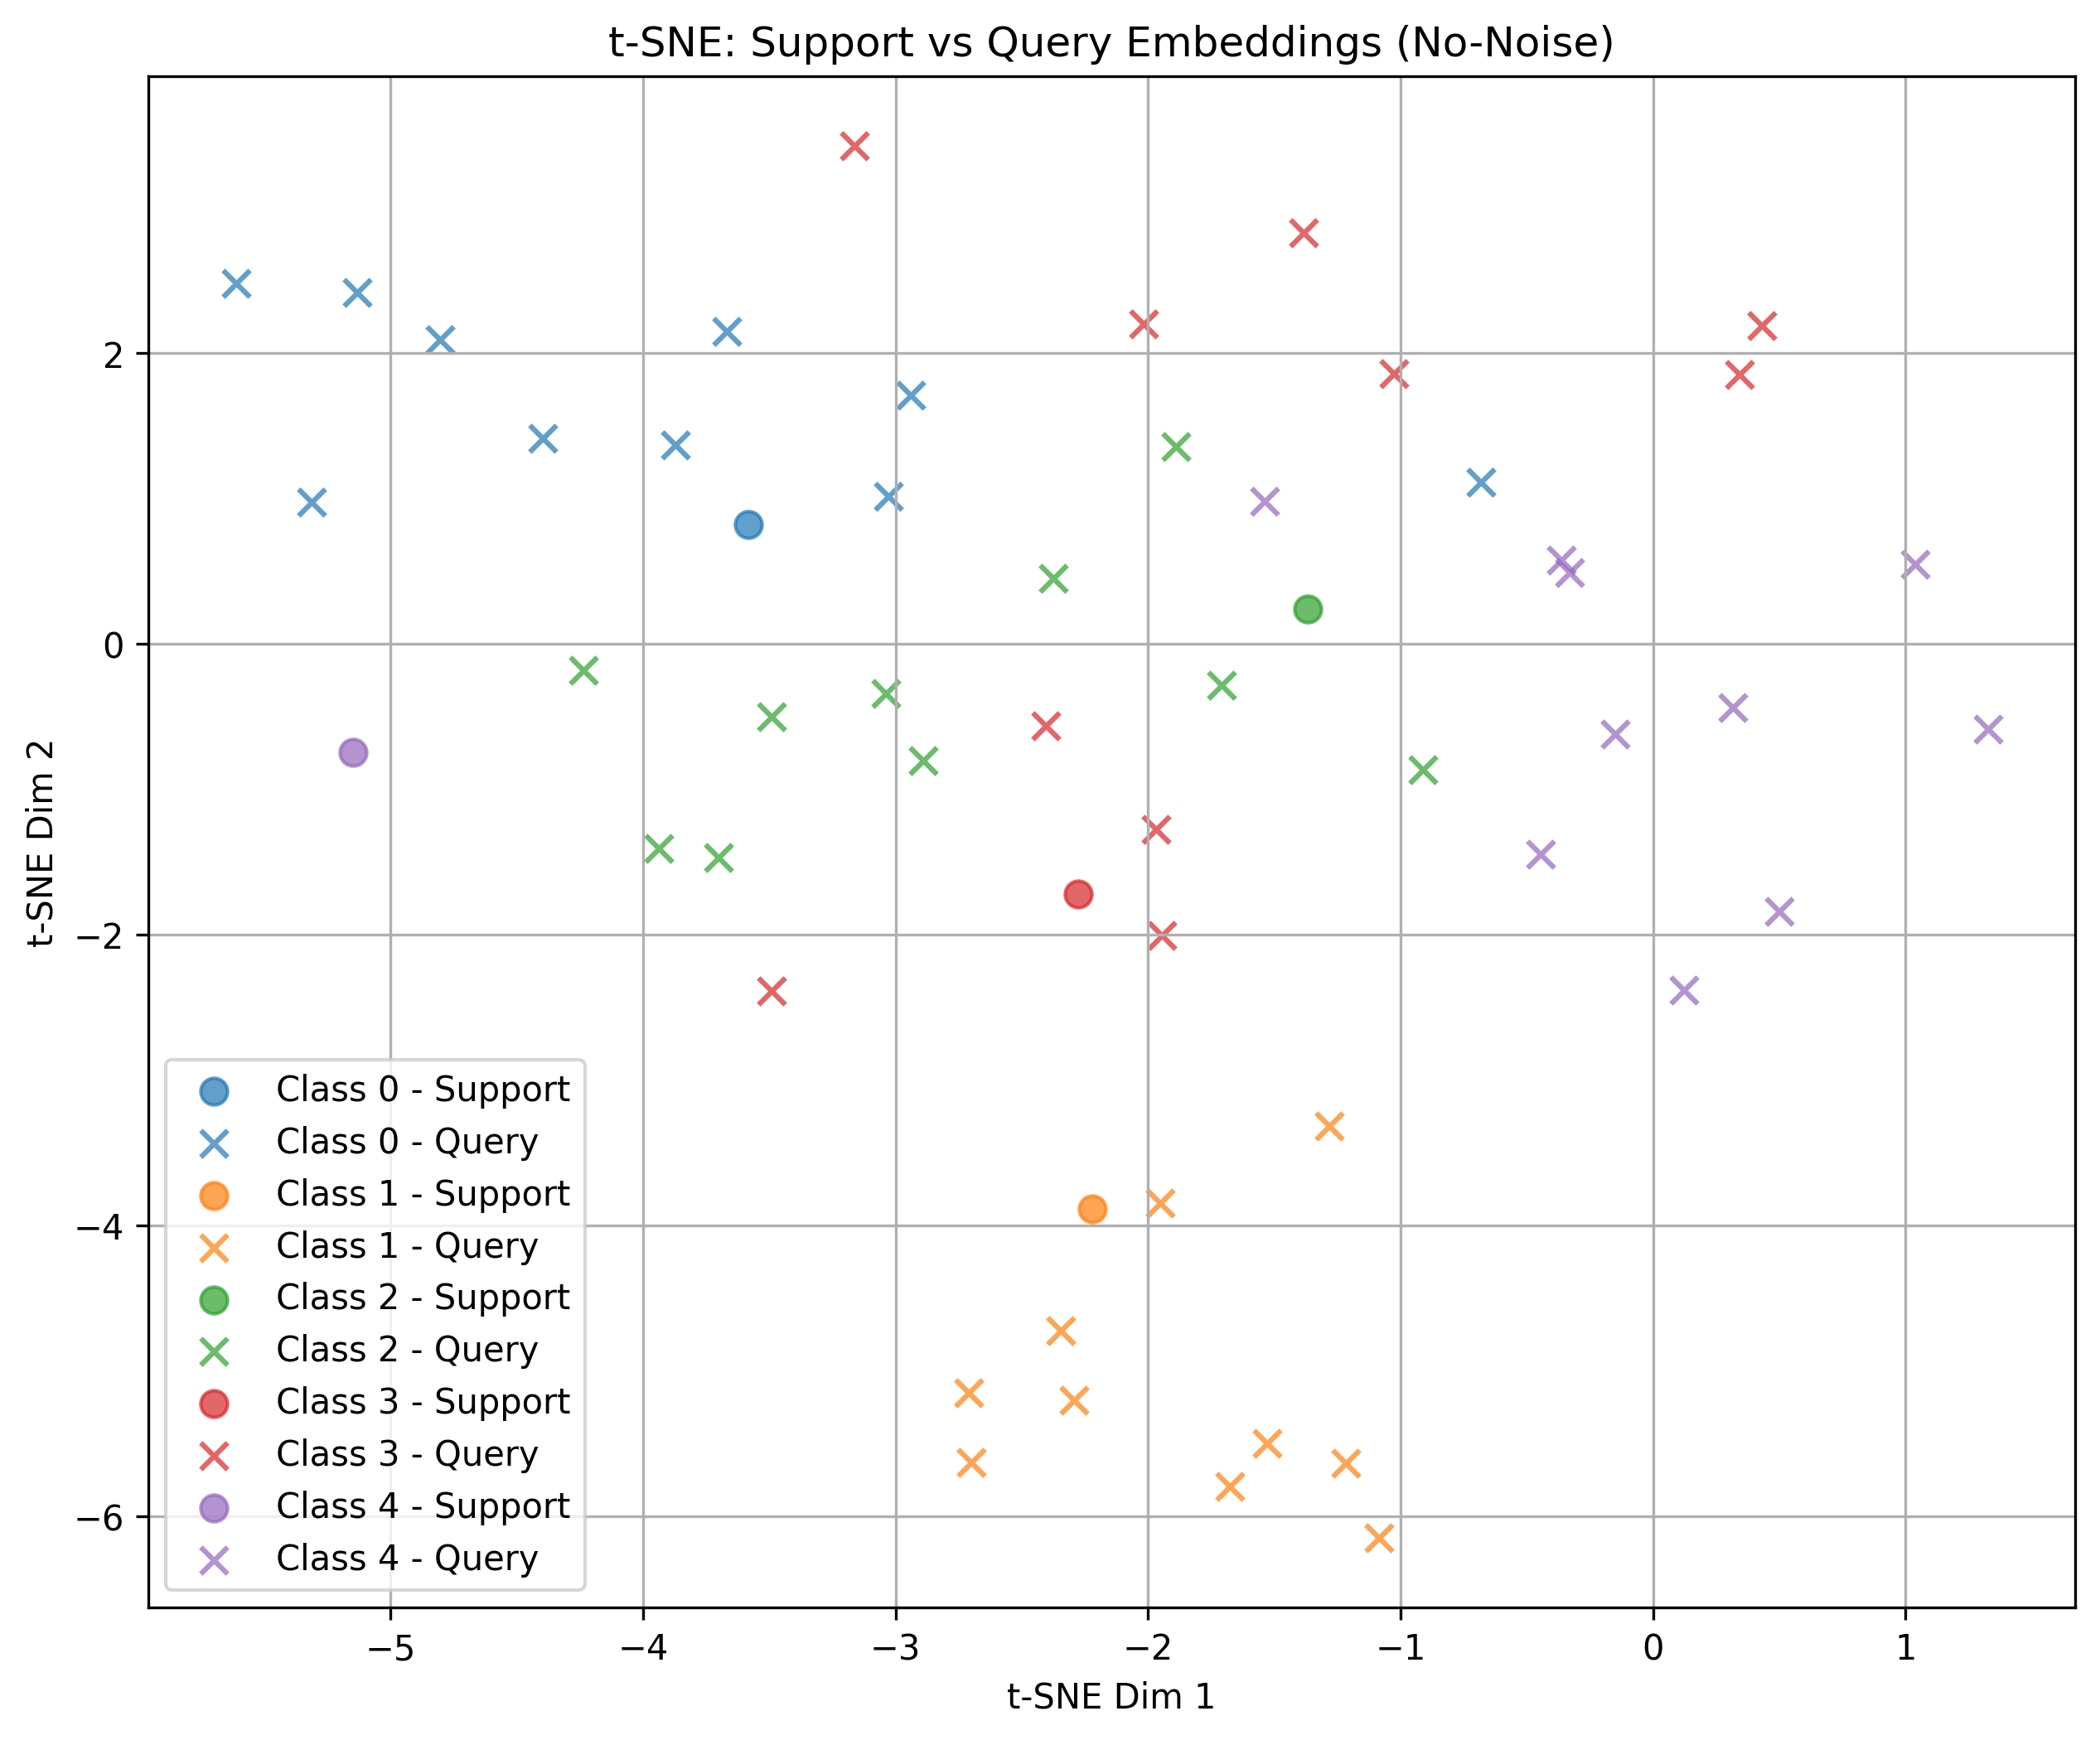 t-SNE: Support vs Query Embeddings (No-Noise)
t-SNE Dim 2
2
0
−2
−4
−6
Class 0 - Support
Class 0 - Query
Class 1 - Support
Class 1 - Query
Class 2 - Support
Class 2 - Query
Class 3 - Support
Class 3 - Query
Class 4 - Support
Class 4 - Query
−5 −4 −3 −2 −1 0 1
t-SNE Dim 1